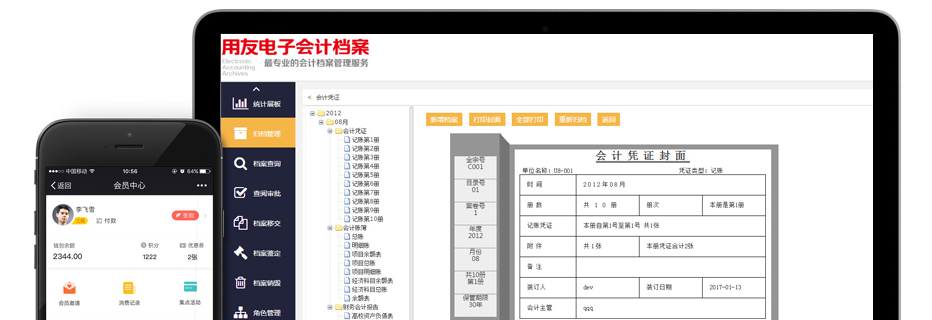 用友电子会计档案
Electronic
Accounting
Archives
最专业的会计档案管理服务
统计展板
归档管理
档案查询
查阅审批
档案移交
档案鉴定
档案销毁
角色管理
< 会计凭证
2012
08月
会计凭证
记账第1册
记账第2册
记账第3册
记账第4册
记账第5册
记账第6册
记账第7册
记账第8册
记账第9册
记账第10册
会计账簿
总账
明细账
项目余额表
项目总账
项目明细账
经济科目余额表
经济科目总账
余额表
财务会计报告
高校资产负债表
新增档案 打印封面 全部打印 重新归档 返回
全宗号
C001
目录号
01
案卷号
1
年度
2012
月份
08
共10册
第1册
保管期限
30年
会计凭证封面
单位名称: U8-001 凭证类型: 记账
时 间 2012年08月
册 数 共 1 0 册 册次 本册是第1册
记账凭证 本册自第1号至第1号 共1张
附 件 共1张 本册凭证合计2张
备 注
装订人 dev 装订日期 2017-01-13
会计主管 qqq
中国移动 10:56 64%
返回 会员中心 •••
李飞雪
付款
签到
钱包余额 积分 优惠券
2344.00 1222 2张
会员邀请 消费记录 集点活动